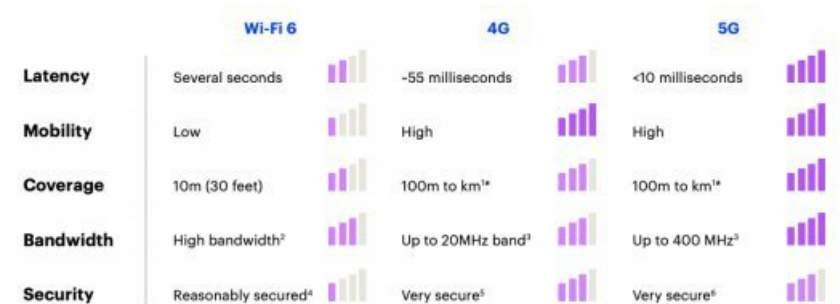 Wi-Fi 6 4G 5G
Latency Several seconds ~55 milliseconds <10 milliseconds
Mobility Low High High
Coverage 10m (30 feet) 100m to km¹* 100m to km¹*
Bandwidth High bandwidth² Up to 20MHz band³ Up to 400 MHz³
Security Reasonably secured⁴ Very secure⁵ Very secure⁶